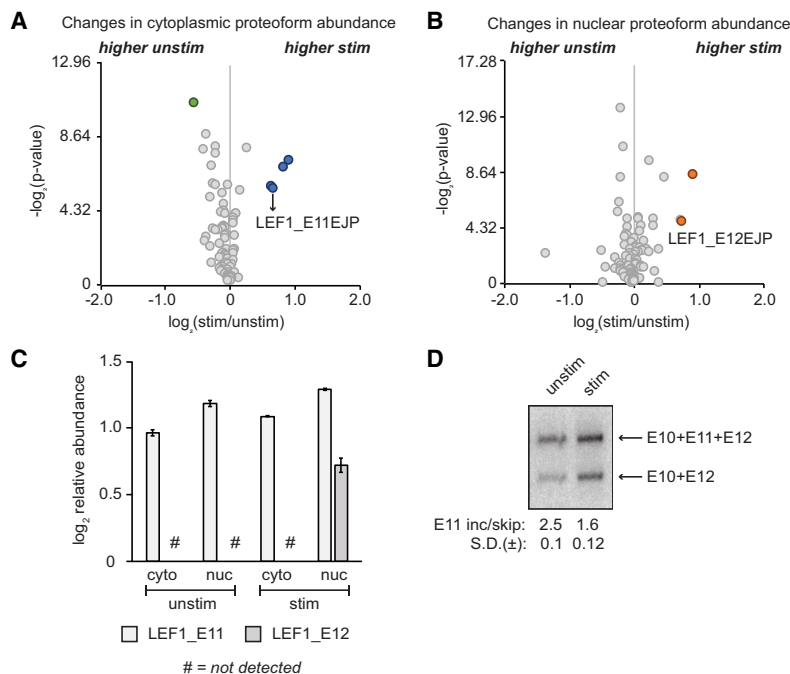 A
Changes in cytoplasmic proteoform abundance
higher unstim higher stim
12.96
8.64
4.32
0
-log₂(p-value)
LEF1_E11EJP
-2.0 -1.0 0 1.0 2.0
log₂(stim/unstim)
B
Changes in nuclear proteoform abundance
higher unstim higher stim
17.28
12.96
8.64
4.32
0
-log₂(p-value)
LEF1_E12EJP
-2.0 -1.0 0 1.0 2.0
log₂(stim/unstim)
C
1.5
1.0
0.5
0
log₂ relative abundance
# # #
cyto nuc cyto nuc
unstim stim
LEF1_E11 LEF1_E12
# = not detected
D
unstim stim
E10+E11+E12
E10+E12
E11 inc/skip: 2.5 1.6
S.D.(±): 0.1 0.12